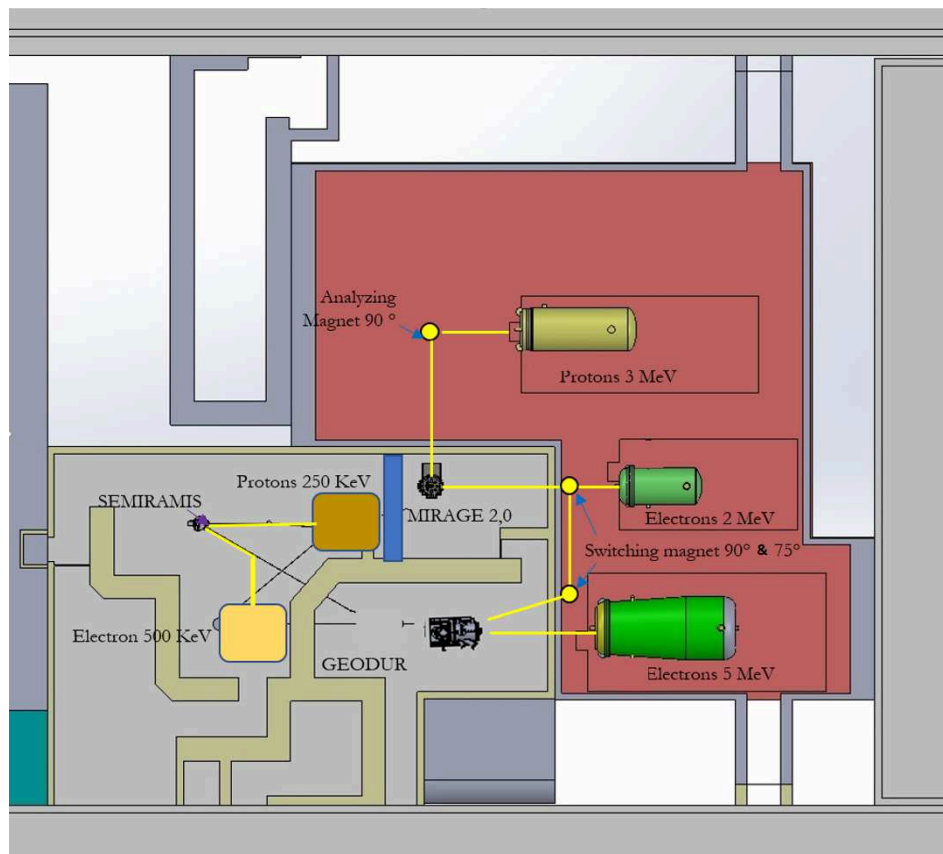 Analyzing
Magnet 90 °
Protons 3 MeV
Protons 250 KeV
SEMIRAMIS
MIRAGE 2,0
Electrons 2 MeV
Switching magnet 90° & 75°
Electron 500 KeV
GEODUR
Electrons 5 MeV